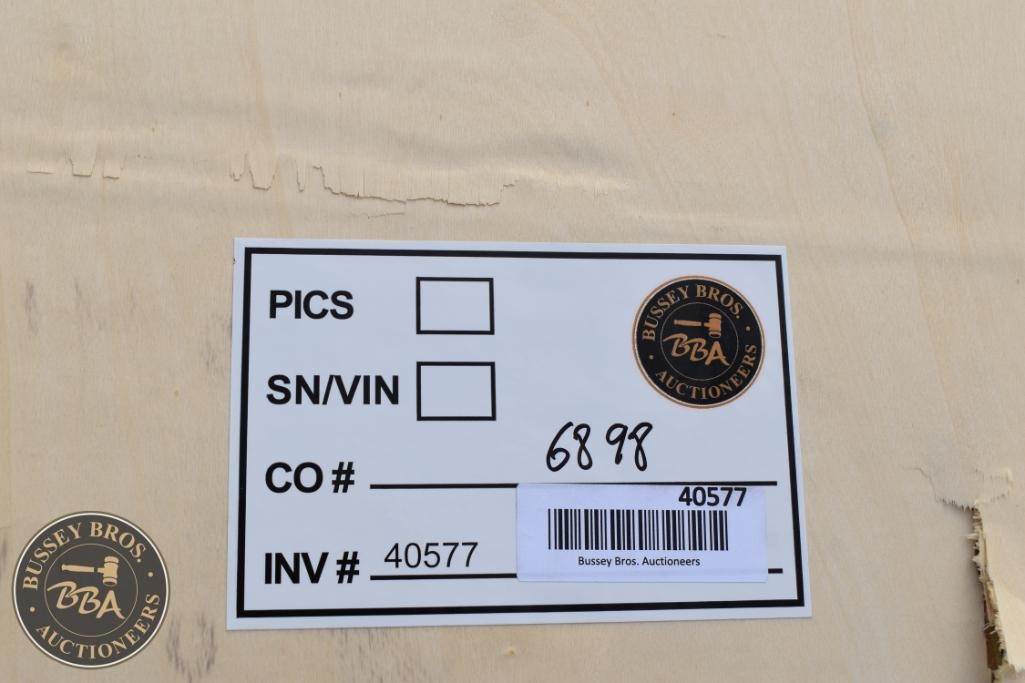 PICS
BUSSEY BROS.
BBA
AUCTIONEERS
SN/VIN
CO # 6898
40577
INV # 40577
Bussey Bros. Auctioneers
BUSSEY BROS.
BBA
AUCTIONEERS